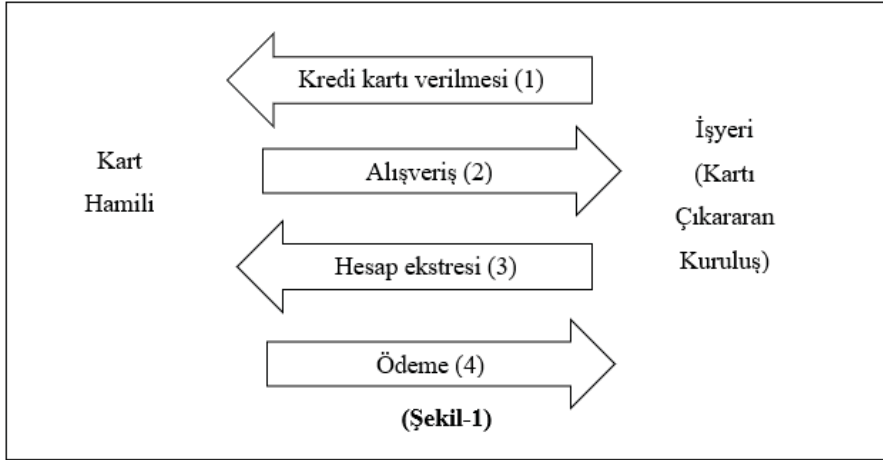 Kredi kartı verilmesi (1)
Kart
Hamili
Alışveriş (2)
İşyeri
(Kartı
Çıkararan
Kuruluş)
Hesap ekstresi (3)
Ödeme (4)
(Şekil-1)